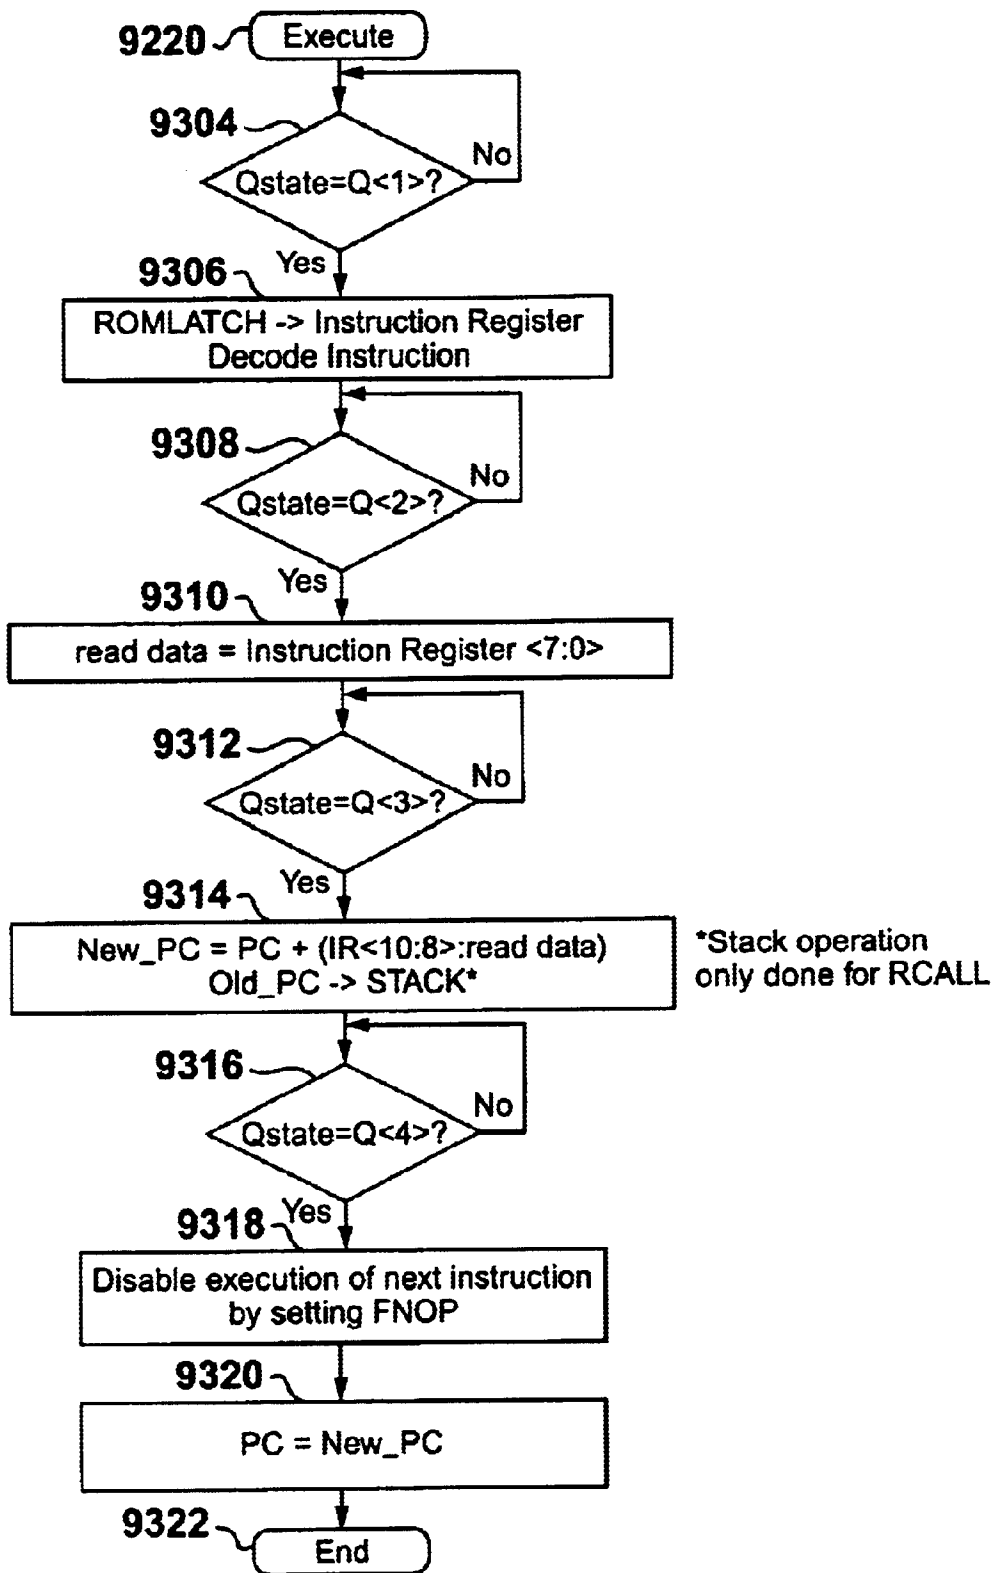 9220
Execute
9304
No
Qstate=Q<1>?
Yes
9306
ROMLATCH -> Instruction Register
Decode Instruction
9308
No
Qstate=Q<2>?
Yes
9310
read data = Instruction Register <7:0>
9312
No
Qstate=Q<3>?
Yes
9314
New_PC = PC + (IR<10:8>:read data)
Old_PC -> STACK*
*Stack operation
only done for RCALL
9316
No
Qstate=Q<4>?
Yes
9318
Disable execution of next instruction
by setting FNOP
9320
PC = New_PC
9322
End